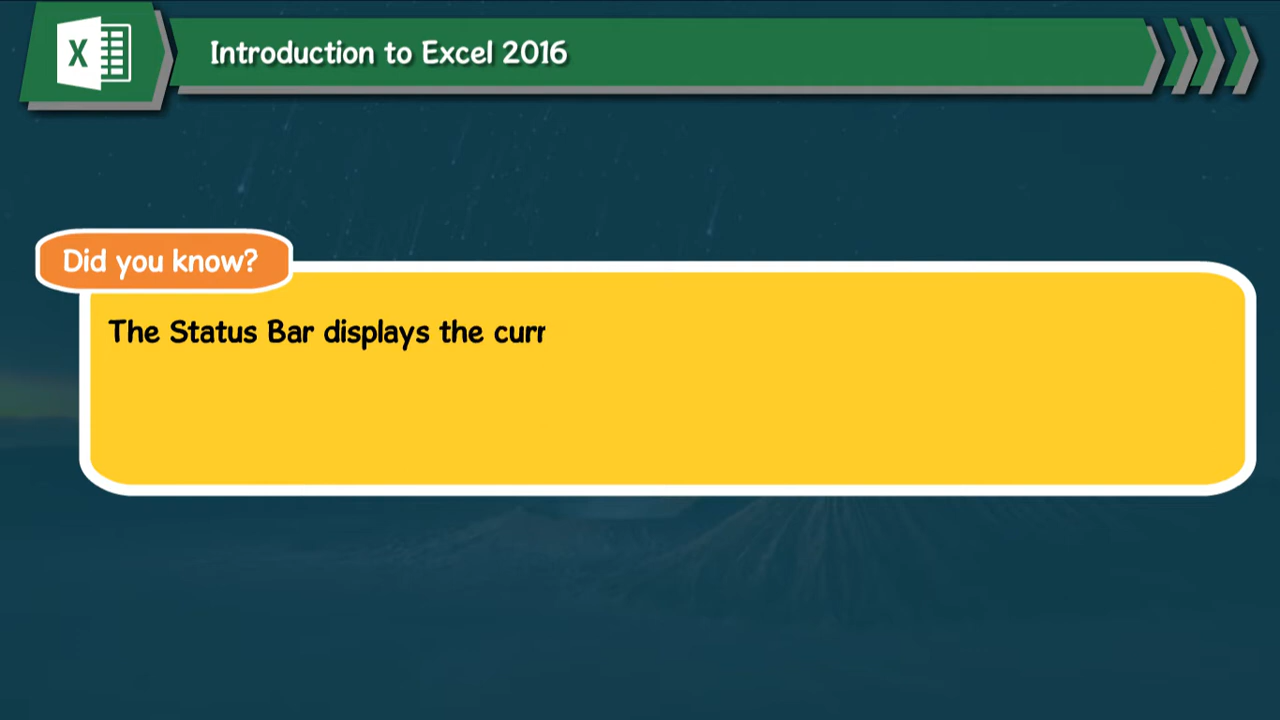 X
Introduction to Excel 2016
Did you know?
The Status Bar displays the curr